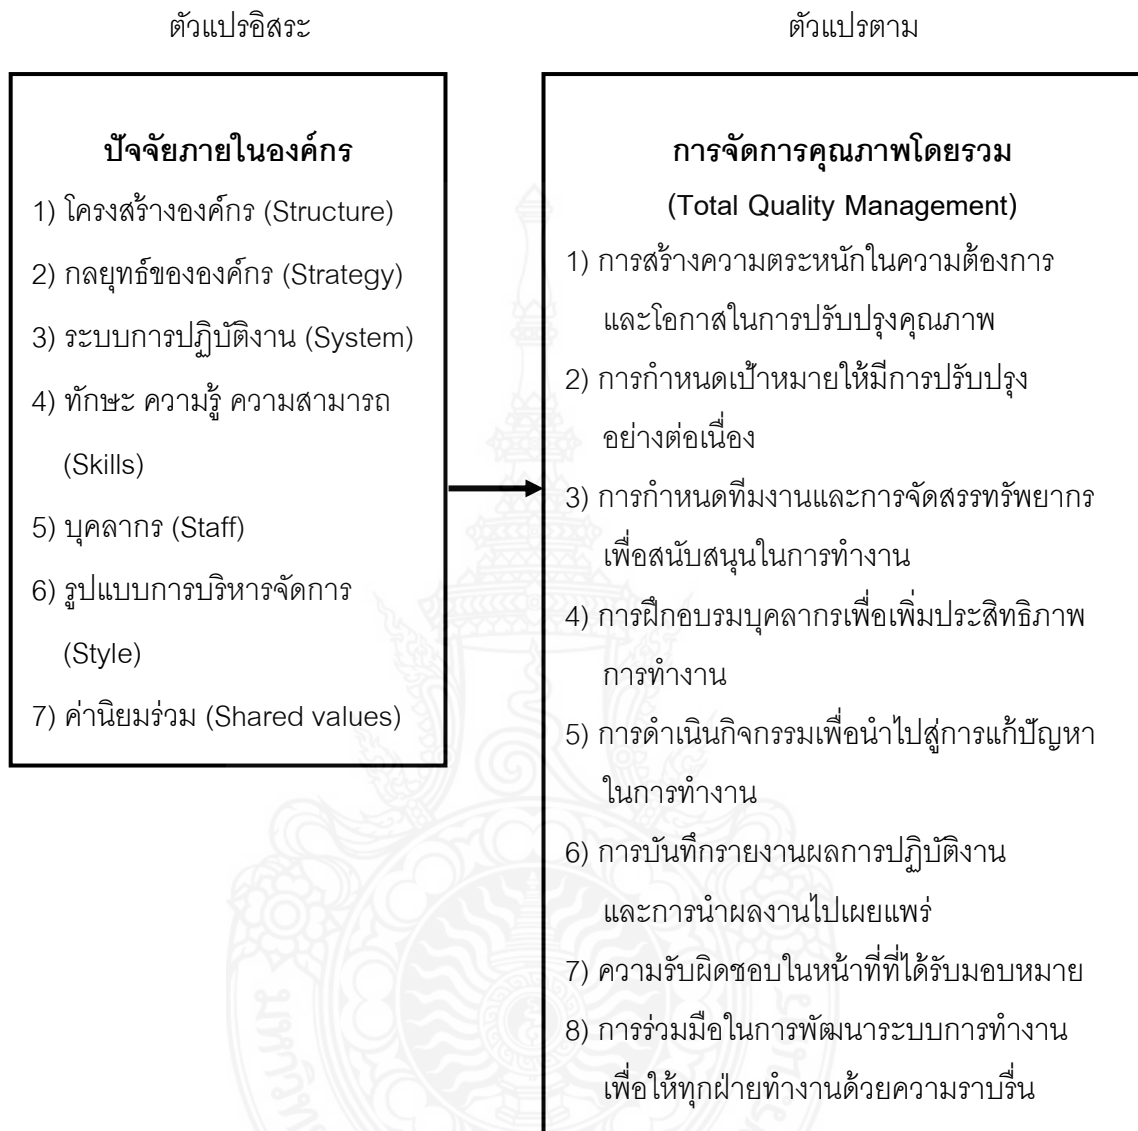 ตัวแปรอิสระ
ตัวแปรตาม
ปัจจัยภายในองค์กร
1) โครงสร้างองค์กร (Structure)
2) กลยุทธ์ขององค์กร (Strategy)
3) ระบบการปฏิบัติงาน (System)
4) ทักษะ ความรู้ ความสามารถ
(Skills)
5) บุคลากร (Staff)
6) รูปแบบการบริหารจัดการ
(Style)
7) ค่านิยมร่วม (Shared values)
การจัดการคุณภาพโดยรวม
(Total Quality Management)
1) การสร้างความตระหนักในความต้องการ
และโอกาสในการปรับปรุงคุณภาพ
2) การกำหนดเป้าหมายให้มีการปรับปรุง
อย่างต่อเนื่อง
3) การกำหนดทีมงานและการจัดสรรทรัพยากร
เพื่อสนับสนุนในการทำงาน
4) การฝึกอบรมบุคลากรเพื่อเพิ่มประสิทธิภาพ
การทำงาน
5) การดำเนินกิจกรรมเพื่อนำไปสู่การแก้ปัญหา
ในการทำงาน
6) การบันทึกรายงานผลการปฏิบัติงาน
และการนำผลงานไปเผยแพร่
7) ความรับผิดชอบในหน้าที่ที่ได้รับมอบหมาย
8) การร่วมมือในการพัฒนาระบบการทำงาน
เพื่อให้ทุกฝ่ายทำงานด้วยความราบรื่น